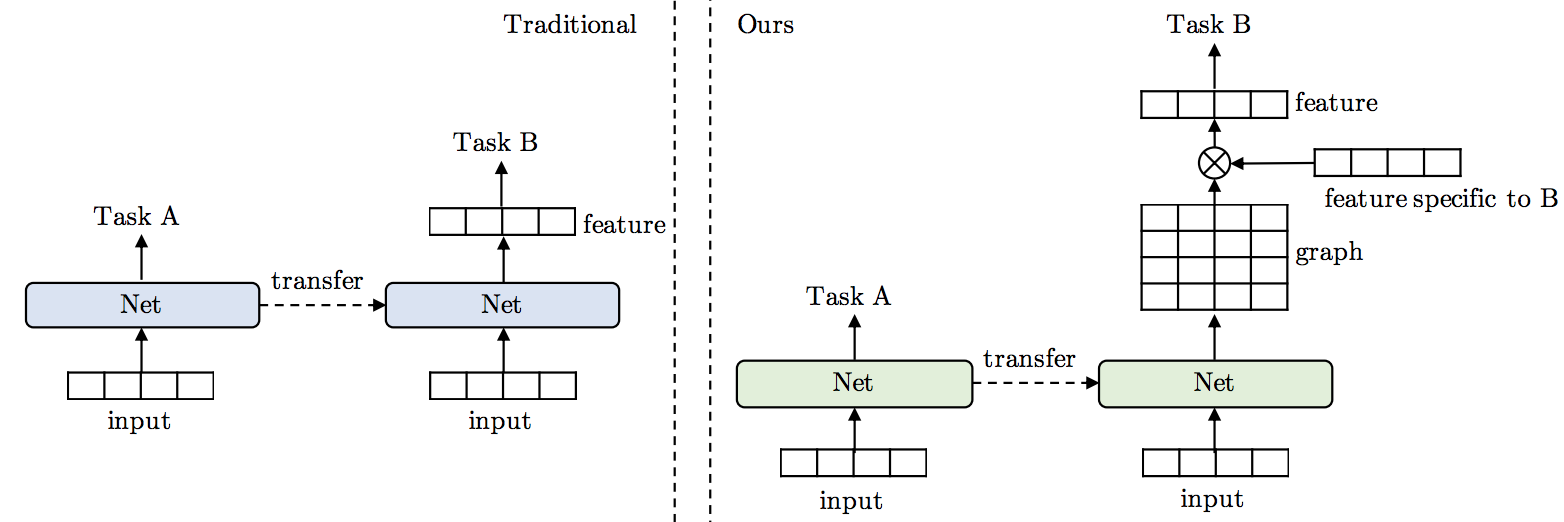 Traditional
Task B
Task A
feature
transfer
Net
Net
input
input
Ours
Task B
feature
feature specific to B
graph
Task A
transfer
Net
Net
input
input